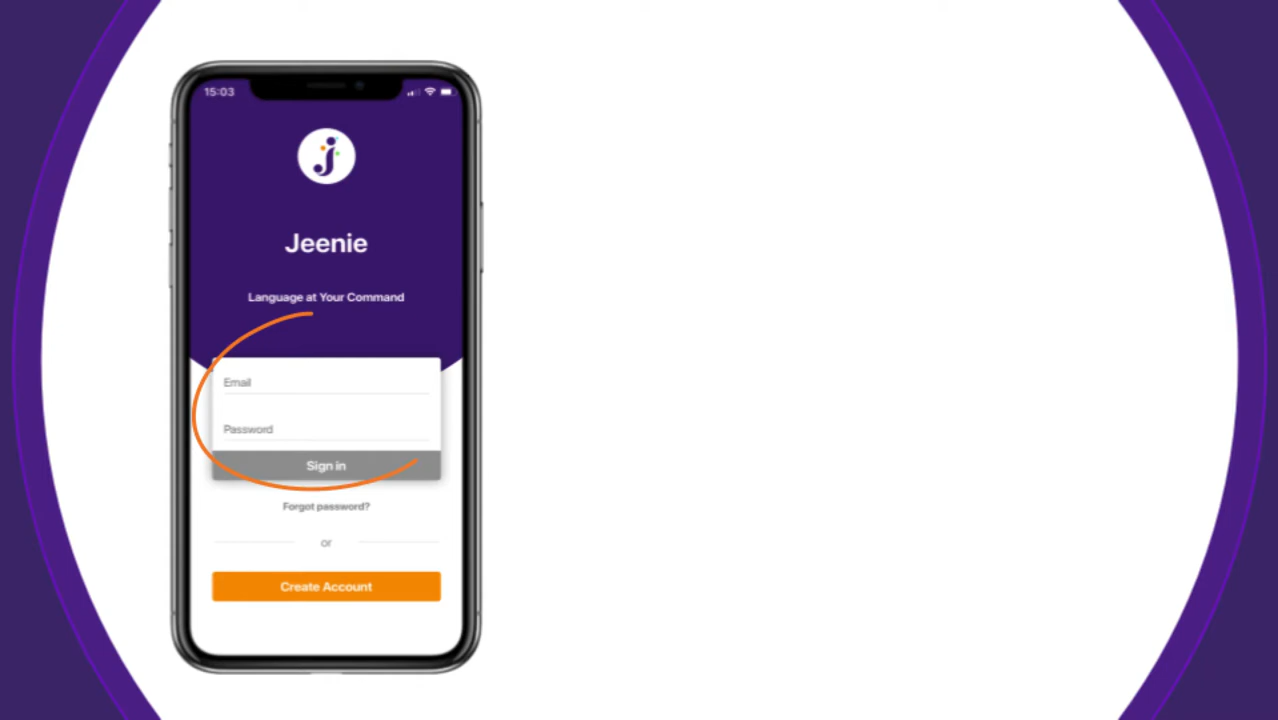 15:03
Jeenie
Language at Your Command
Email
Password
Sign in
Forgot password?
or
Create Account